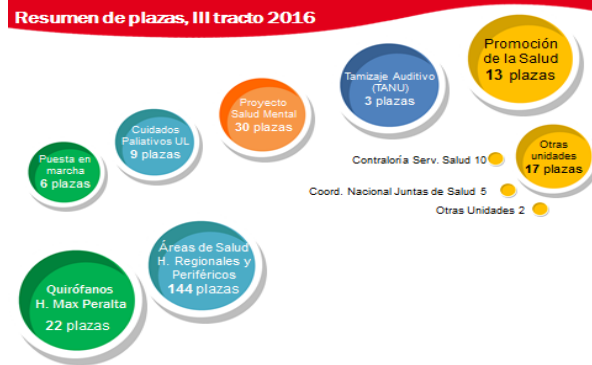 Resumen de plazas, III tracto 2016
Promoción
de la Salud
13 plazas
Tamizaje Auditivo
(TANU)
3 plazas
Proyecto
Salud Mental
30 plazas
Cuidados
Paliativos UL
9 plazas
Puesta en
marcha
6 plazas
Otras
unidades
17 plazas
Contraloría Serv. Salud 10
Coord. Nacional Juntas de Salud 5
Otras Unidades 2
Áreas de Salud
H. Regionales y
Periféricos
144 plazas
Quirófanos
H. Max Peralta
22 plazas